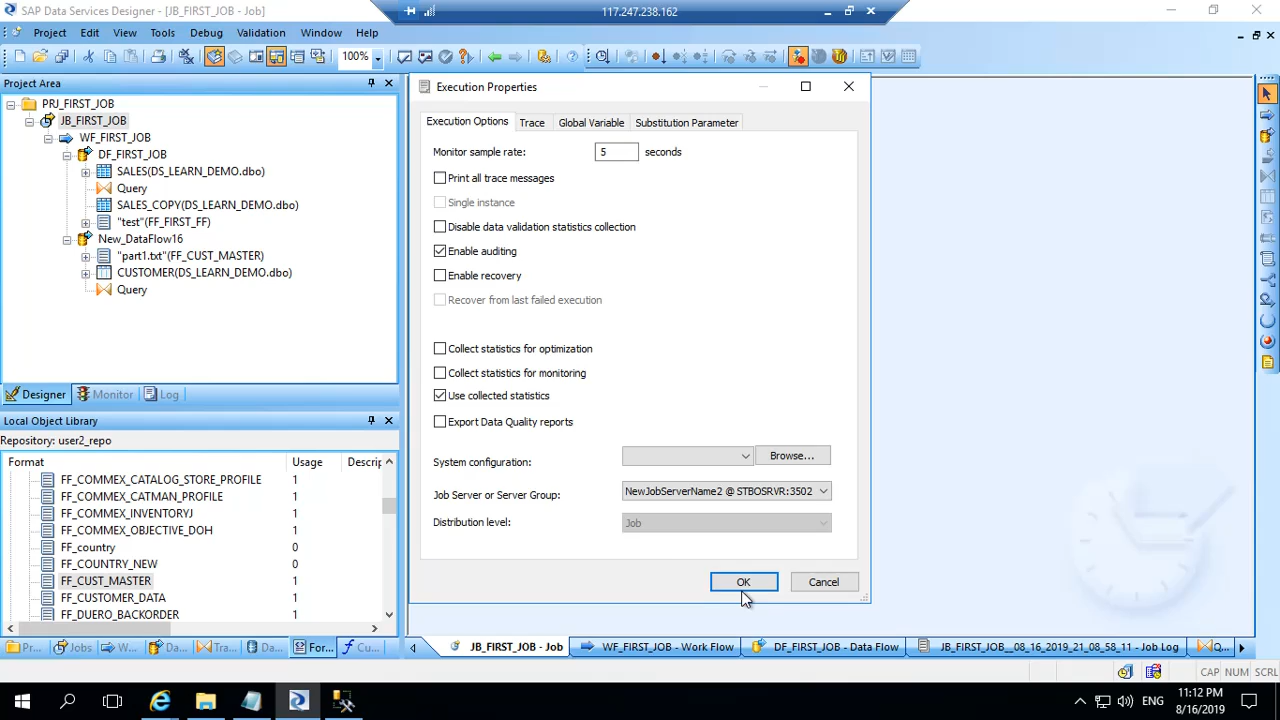 SAP Data Services Designer - [JB_FIRST_JOB - Job]
117.247.238.162
Project Edit View Tools Debug Validation Window Help
100%
Project Area
PRJ_FIRST_JOB
JB_FIRST_JOB
WF_FIRST_JOB
DF_FIRST_JOB
SALES(DS_LEARN_DEMO.dbo)
Query
SALES_COPY(DS_LEARN_DEMO.dbo)
"test"(FF_FIRST_FF)
New_DataFlow16
"part1.txt"(FF_CUST_MASTER)
CUSTOMER(DS_LEARN_DEMO.dbo)
Query
Designer Monitor Log
Local Object Library
Repository: user2_repo
Format Usage Descrip
FF_COMMEX_CATALOG_STORE_PROFILE 1
FF_COMMEX_CATMAN_PROFILE 1
FF_COMMEX_INVENTORYJ 1
FF_COMMEX_OBJECTIVE_DOH 1
FF_country 0
FF_COUNTRY_NEW 0
FF_CUST_MASTER 1
FF_CUSTOMER_DATA 1
FF_DUERO_BACKORDER 1
Pr... Jobs W... Da... Tra... Da... For... Cu...
Execution Properties
Execution Options Trace Global Variable Substitution Parameter
Monitor sample rate: 5 seconds
Print all trace messages
Single instance
Disable data validation statistics collection
Enable auditing
Enable recovery
Recover from last failed execution
Collect statistics for optimization
Collect statistics for monitoring
Use collected statistics
Export Data Quality reports
System configuration: Browse...
Job Server or Server Group: NewJobServerName2 @ STBOSRVR:3502
Distribution level: Job
OK Cancel
JB_FIRST_JOB - Job WF_FIRST_JOB - Work Flow DF_FIRST_JOB - Data Flow JB_FIRST_JOB__08_16_2019_21_08_58_11 - Job Log Q...
CAP NUM SCRL
ENG
11:12 PM
8/16/2019